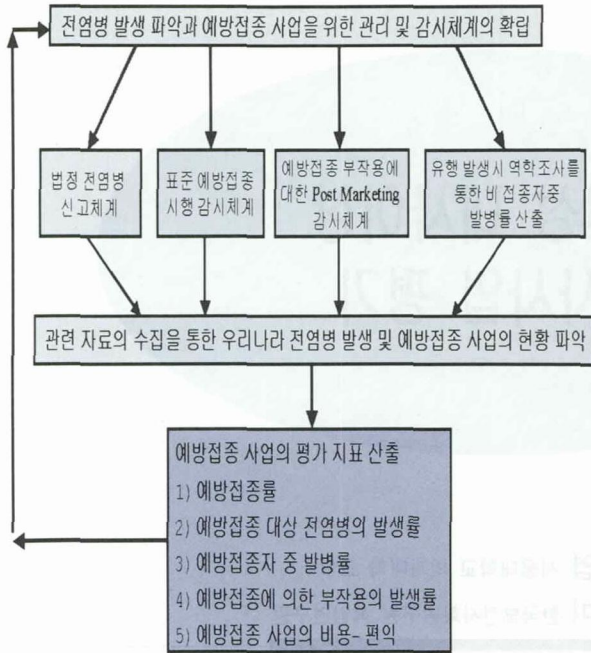 전염병 발생 파악과 예방접종 사업을 위한 관리 및 감시체계의 확립
법정 전염병
신고체계
표준 예방접종
시행 감시체계
예방접종 부작용에
대한 Post Marketing
감시체계
유행 발생시 역학조사를
통한 비 접종자중
발병률 산출
관련 자료의 수집을 통한 우리나라 전염병 발생 및 예방접종 사업의 현황 파악
예방접종 사업의 평가 지표 산출
1) 예방접종률
2) 예방접종 대상 전염병의 발생률
3) 예방접종자 중 발병률
4) 예방접종에 의한 부작용의 발생률
5) 예방접종 사업의 비용- 편익